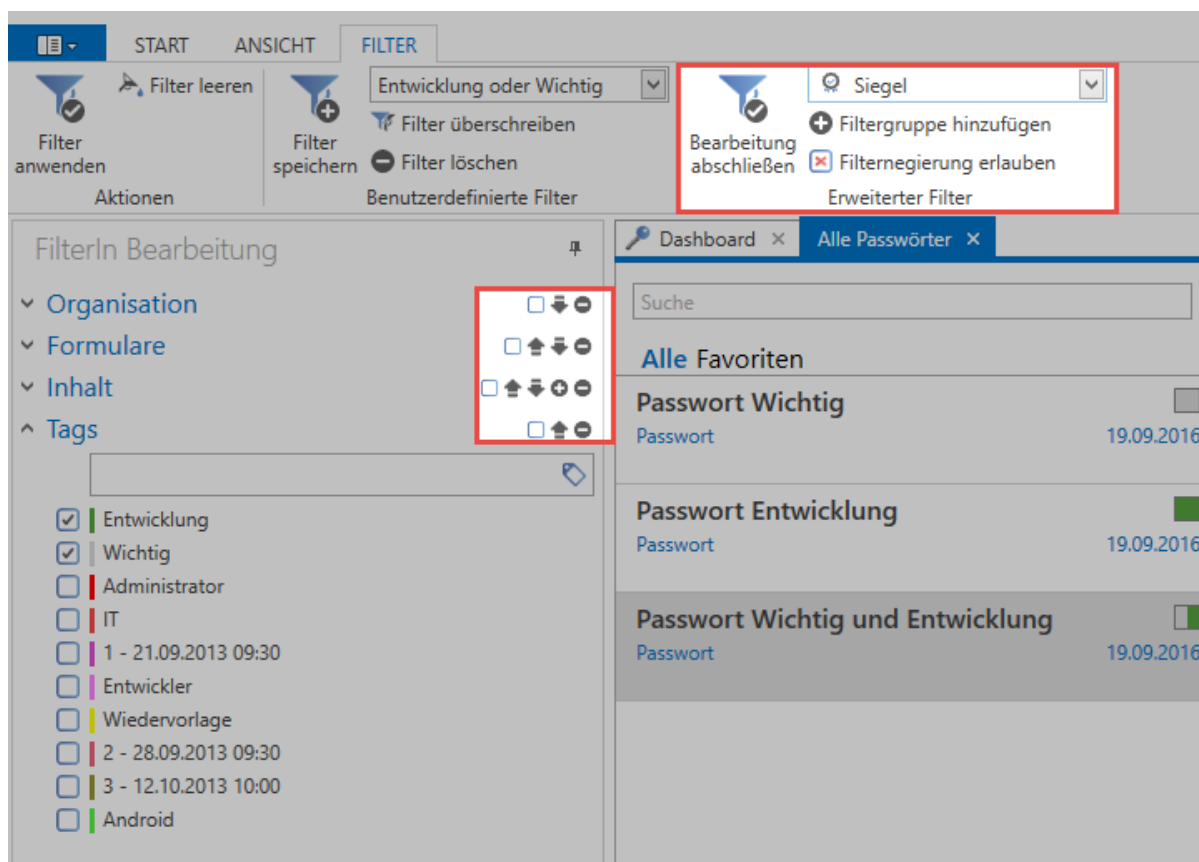 START ANSICHT FILTER
Filter anwenden
Filter leeren
Aktionen
Filter speichern
Entwicklung oder Wichtig
Filter überschreiben
Filter löschen
Benutzerdefinierte Filter
Bearbeitung abschließen
Siegel
Filtergruppe hinzufügen
Filternegierung erlauben
Erweiterter Filter
FilterIn Bearbeitung
Organisation
Formulare
Inhalt
Tags
Entwicklung
Wichtig
Administrator
IT
1 - 21.09.2013 09:30
Entwickler
Wiedervorlage
2 - 28.09.2013 09:30
3 - 12.10.2013 10:00
Android
Dashboard Alle Passwörter
Suche
Alle Favoriten
Passwort Wichtig
Passwort 19.09.2016
Passwort Entwicklung
Passwort 19.09.2016
Passwort Wichtig und Entwicklung
Passwort 19.09.2016